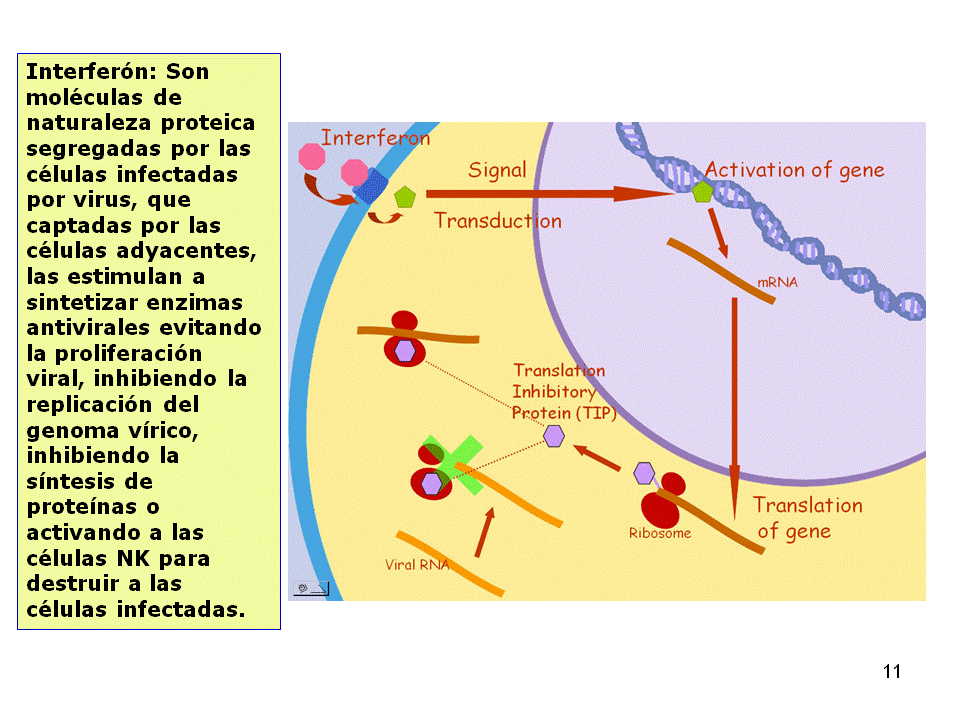 Interferón: Son
moléculas de
naturaleza proteica
segregadas por las
células infectadas
por virus, que
captadas por las
células adyacentes,
las estimulan a
sintetizar enzimas
antivirales evitando
la proliferación
viral, inhibiendo la
replicación del
genoma vírico,
inhibiendo la
síntesis de
proteínas o
activando a las
células NK para
destruir a las
células infectadas.
Interferon
Signal
Transduction
Activation of gene
mRNA
Translation
Inhibitory
Protein (TIP)
Translation
of gene
Ribosome
Viral RNA
11